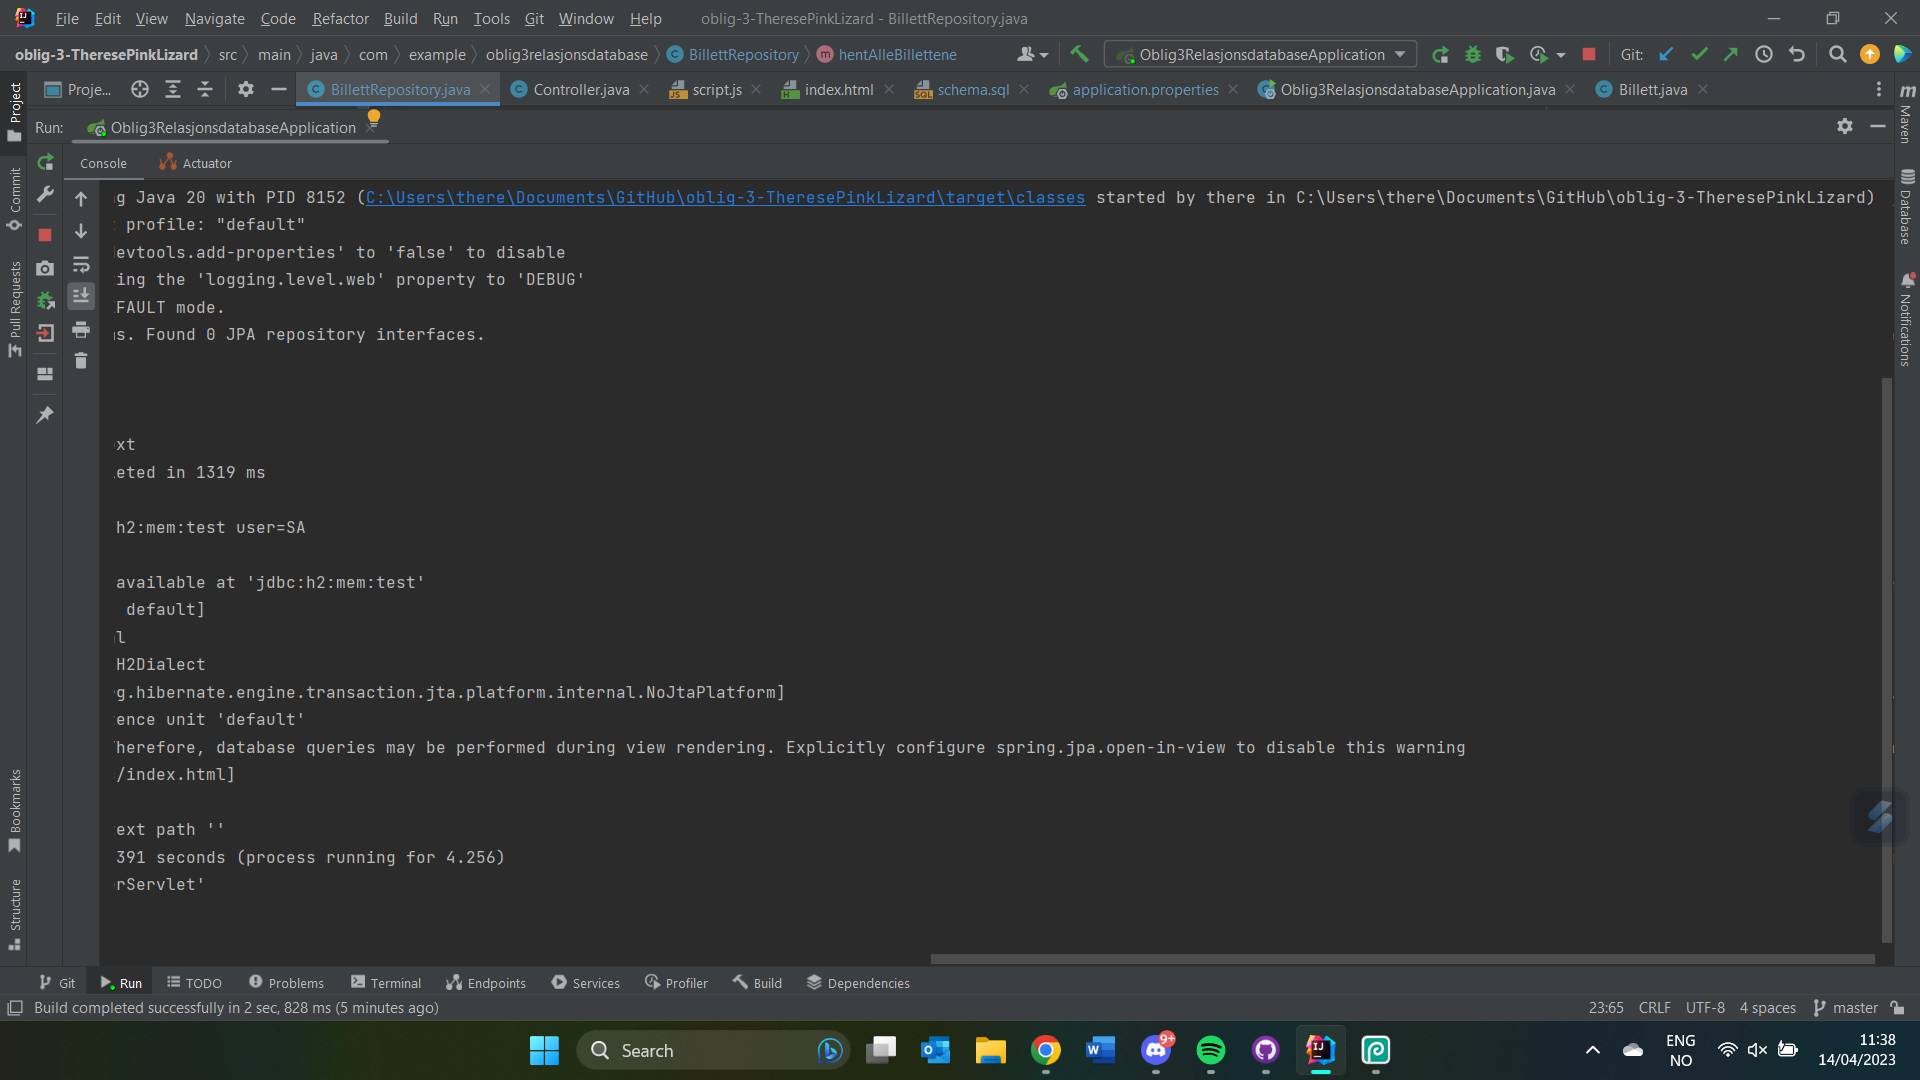 File Edit View Navigate Code Refactor Build Run Tools Git Window Help oblig-3-TheresePinkLizard - BillettRepository.java
oblig-3-TheresePinkLizard src main java com example oblig3relasjonsdatabase BillettRepository hentAlleBillettene Oblig3RelasjonsdatabaseApplication Git:
Proje... BillettRepository.java Controller.java script.js index.html schema.sql application.properties Oblig3RelasjonsdatabaseApplication.java Billett.java
Run: Oblig3RelasjonsdatabaseApplication
Console Actuator
g Java 20 with PID 8152 (C:\Users\there\Documents\GitHub\oblig-3-TheresePinkLizard\target\classes started by there in C:\Users\there\Documents\GitHub\oblig-3-TheresePinkLizard)
profile: "default"
devtools.add-properties' to 'false' to disable
ing the 'logging.level.web' property to 'DEBUG'
EFAULT mode.
s. Found 0 JPA repository interfaces.
xt
leted in 1319 ms
h2:mem:test user=SA
available at 'jdbc:h2:mem:test'
default]
l
H2Dialect
g.hibernate.engine.transaction.jta.platform.internal.NoJtaPlatform]
ence unit 'default'
Therefore, database queries may be performed during view rendering. Explicitly configure spring.jpa.open-in-view to disable this warning
/index.html]
ext path ''
391 seconds (process running for 4.256)
rServlet'
Project
Commit
Pull Requests
Bookmarks
Structure
Maven
Database
Notifications
Git Run TODO Problems Terminal Endpoints Services Profiler Build Dependencies
Build completed successfully in 2 sec, 828 ms (5 minutes ago) 23:65 CRLF UTF-8 4 spaces master
Search 9+ ENG 11:38
NO 14/04/2023